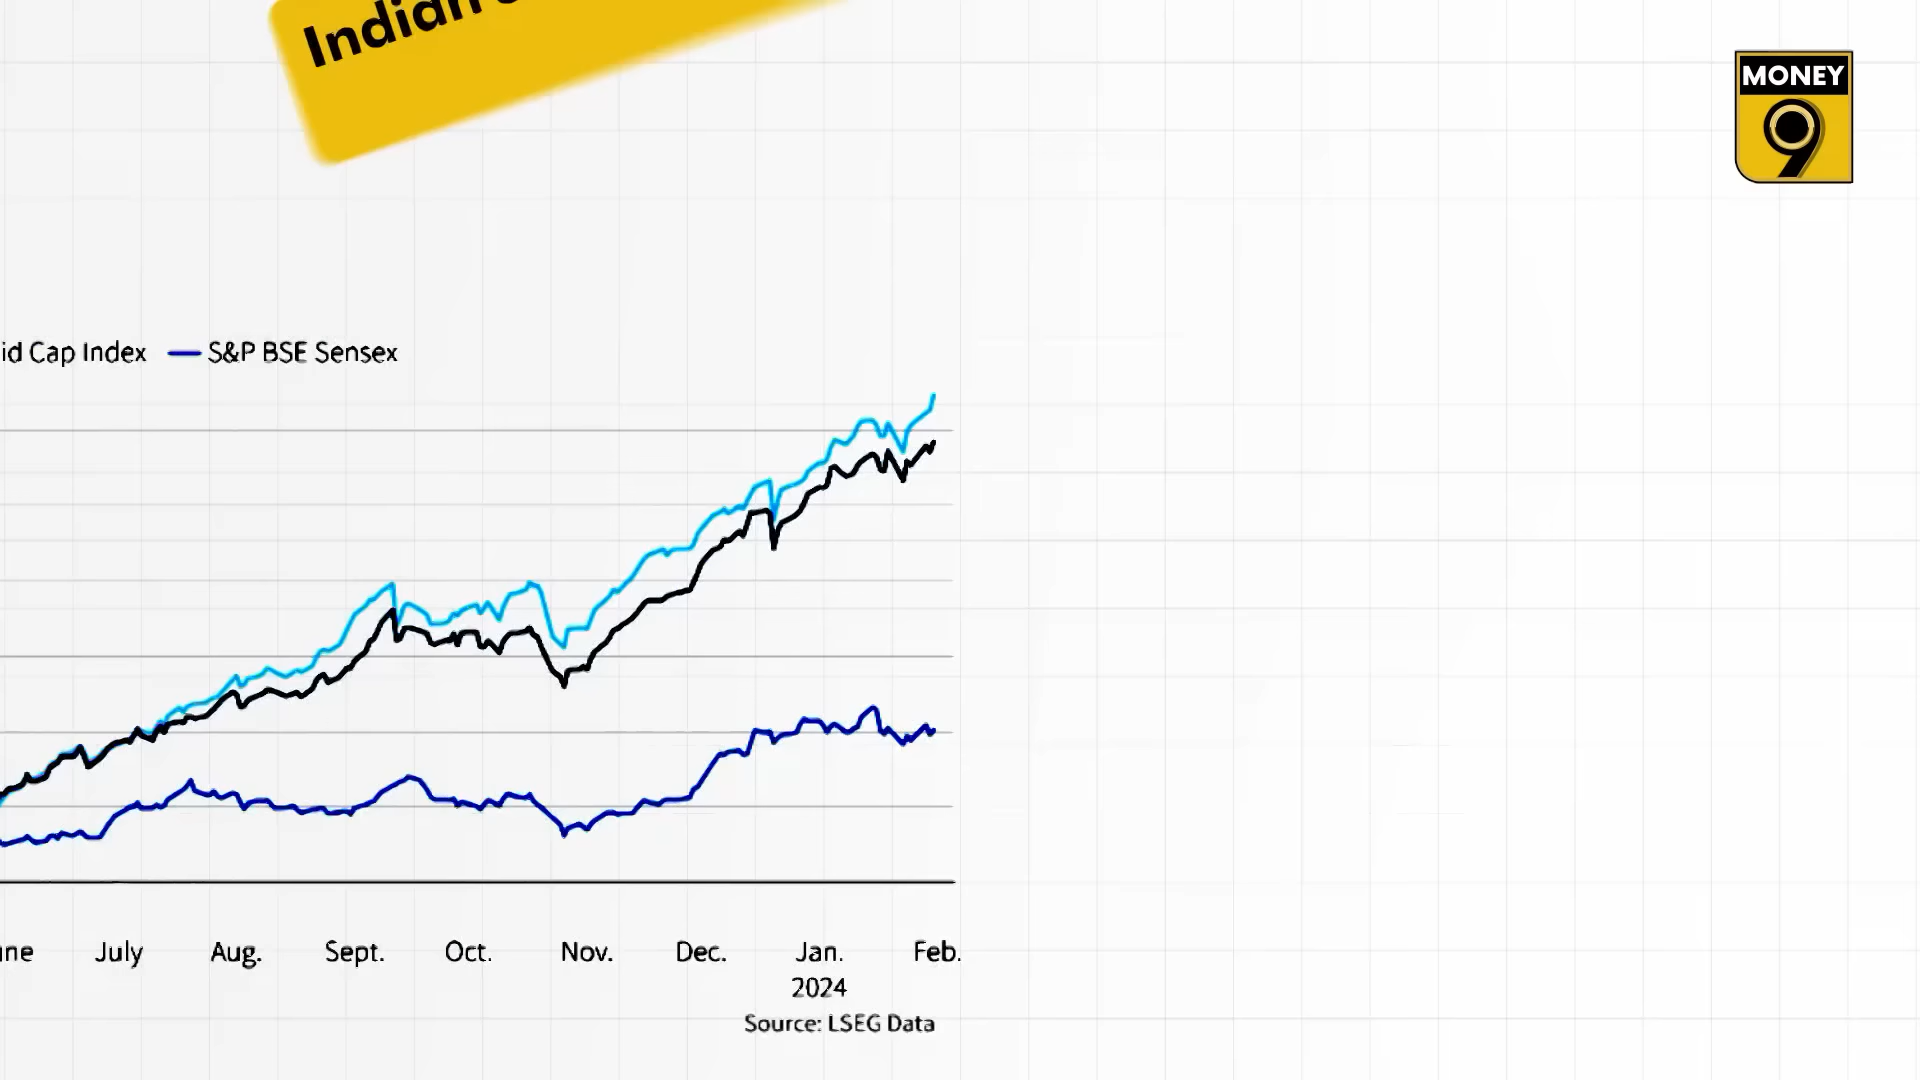 Indian
MONEY
9
id Cap Index S&P BSE Sensex
une July Aug. Sept. Oct. Nov. Dec. Jan. Feb.
2024
Source: LSEG Data